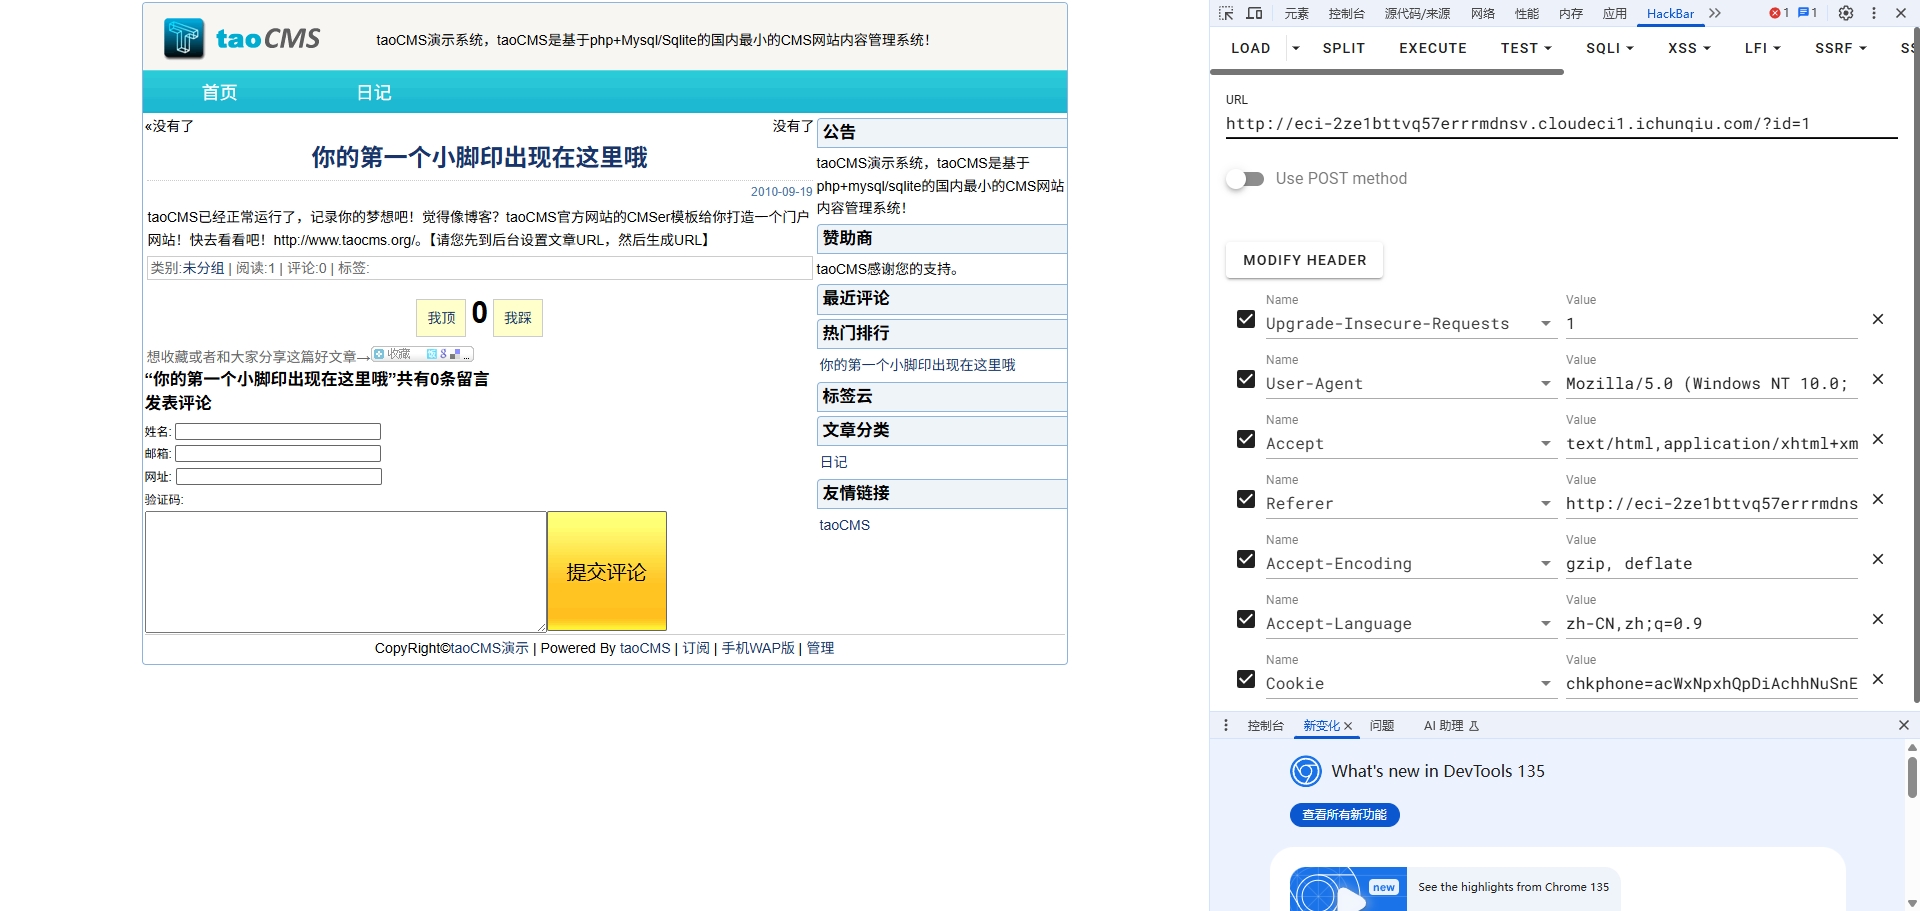 taoCMS
taoCMS演示系统，taoCMS是基于php+Mysql/Sqlite的国内最小的CMS网站内容管理系统！
首页
日记
«没有了
没有了
你的第一个小脚印出现在这里哦
2010-09-19
taoCMS已经正常运行了，记录你的梦想吧！觉得像博客？taoCMS官方网站的CMSer模板给你打造一个门户
网站！快去看看吧！http://www.taocms.org/。【请您先到后台设置文章URL，然后生成URL】
类别:未分组 | 阅读:1 | 评论:0 | 标签:
我顶 0 我踩
想收藏或者和大家分享这篇好文章→
收藏
“你的第一个小脚印出现在这里哦”共有0条留言
发表评论
姓名:
邮箱:
网址:
验证码:
提交评论
公告
taoCMS演示系统，taoCMS是基于
php+mysql/sqlite的国内最小的CMS网站
内容管理系统！
赞助商
taoCMS感谢您的支持。
最近评论
热门排行
你的第一个小脚印出现在这里哦
标签云
文章分类
日记
友情链接
taoCMS
CopyRight©taoCMS演示 | Powered By taoCMS | 订阅 | 手机WAP版 | 管理
元素 控制台 源代码/来源 网络 性能 内存 应用 HackBar 1 1
LOAD SPLIT EXECUTE TEST SQLI XSS LFI SSRF
URL
http://eci-2ze1bttvq57errrmdnsv.cloudeci1.ichunqiu.com/?id=1
Use POST method
MODIFY HEADER
Name Value
Upgrade-Insecure-Requests 1
Name Value
User-Agent Mozilla/5.0 (Windows NT 10.0;
Name Value
Accept text/html,application/xhtml+xm
Name Value
Referer http://eci-2ze1bttvq57errrmdns
Name Value
Accept-Encoding gzip, deflate
Name Value
Accept-Language zh-CN,zh;q=0.9
Name Value
Cookie chkphone=acWxNpxhQpDiAchhNuSnE
控制台 新变化 问题 AI 助理
What's new in DevTools 135
查看所有新功能
new
See the highlights from Chrome 135